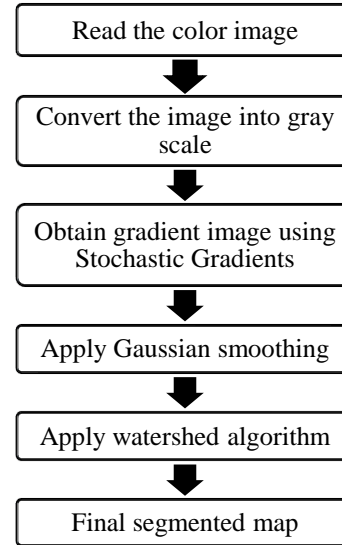 Read the color image
Convert the image into gray
scale
Obtain gradient image using
Stochastic Gradients
Apply Gaussian smoothing
Apply watershed algorithm
Final segmented map